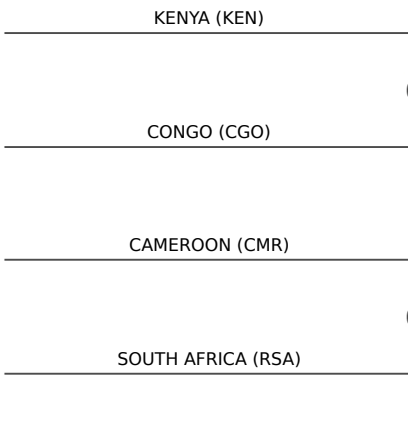 KENYA (KEN)
CONGO (CGO)
CAMEROON (CMR)
SOUTH AFRICA (RSA)